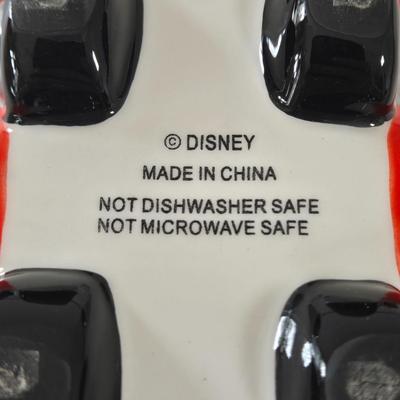 © DISNEY
MADE IN CHINA
NOT DISHWASHER SAFE
NOT MICROWAVE SAFE